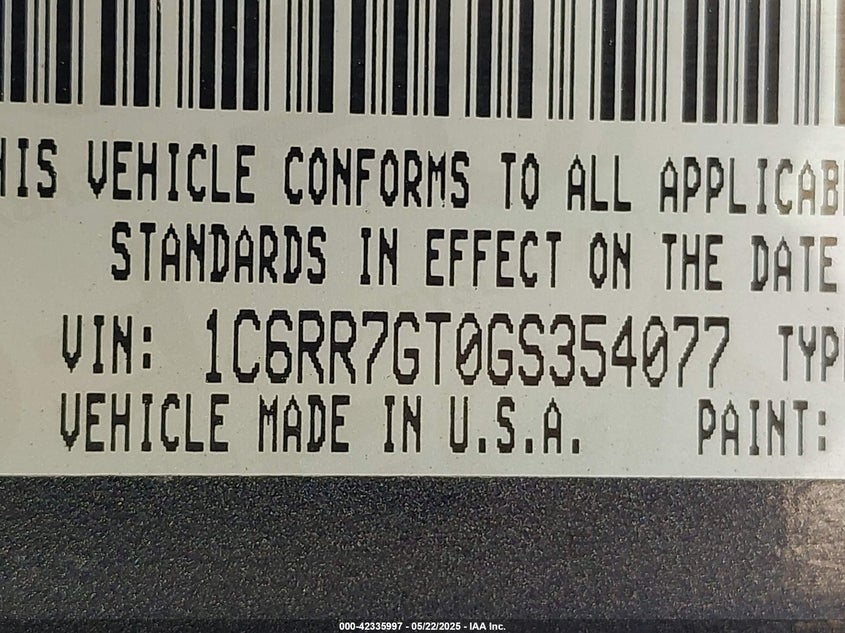 HIS VEHICLE CONFORMS TO ALL APPLICAB
STANDARDS IN EFFECT ON THE DATE
VIN: 1C6RR7GT0GS354077 TYP
VEHICLE MADE IN U.S.A. PAINT:
000-42335997 - 05/22/2025 - IAA Inc.